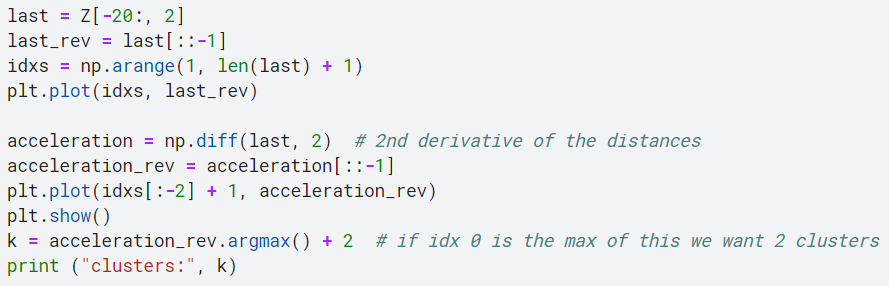 last = Z[-20:, 2]
last_rev = last[::-1]
idxs = np.arange(1, len(last) + 1)
plt.plot(idxs, last_rev)

acceleration = np.diff(last, 2)  # 2nd derivative of the distances
acceleration_rev = acceleration[::-1]
plt.plot(idxs[:-2] + 1, acceleration_rev)
plt.show()
k = acceleration_rev.argmax() + 2  # if idx 0 is the max of this we want 2 clusters
print ("clusters:", k)